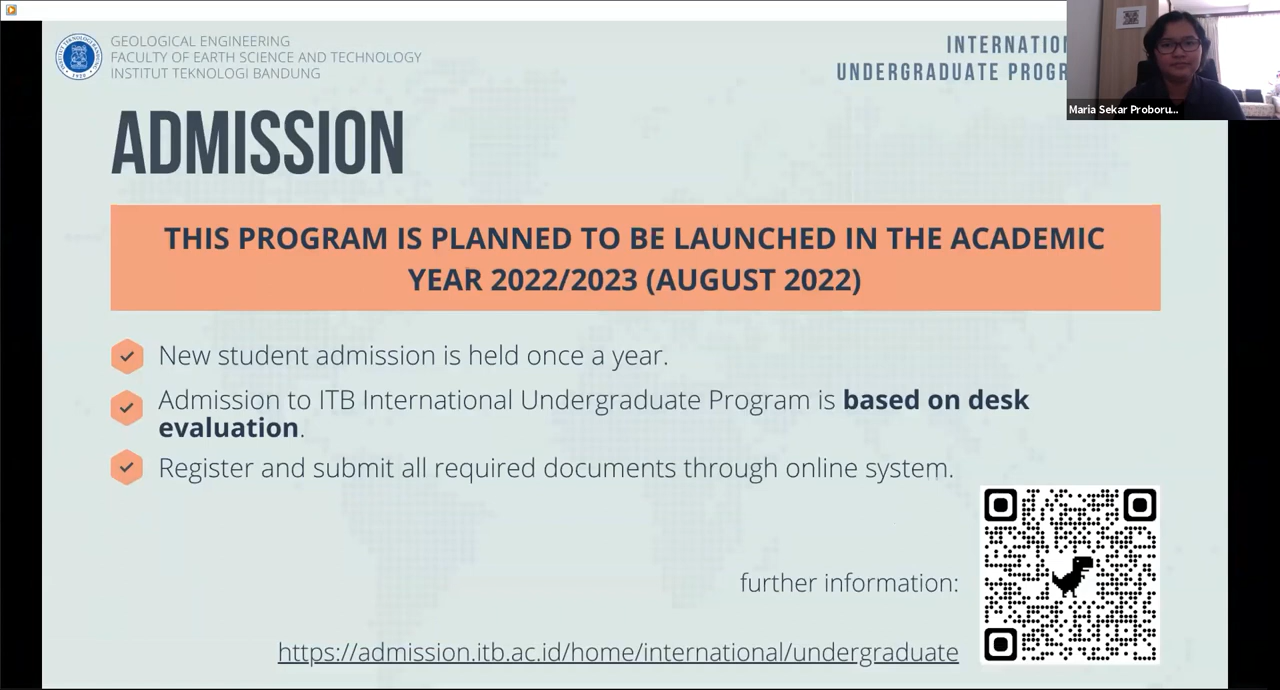 GEOLOGICAL ENGINEERING
FACULTY OF EARTH SCIENCE AND TECHNOLOGY
INSTITUT TEKNOLOGI BANDUNG
INTERNATION
UNDERGRADUATE PROGR
Maria Sekar Proboru...
ADMISSION
THIS PROGRAM IS PLANNED TO BE LAUNCHED IN THE ACADEMIC
YEAR 2022/2023 (AUGUST 2022)
New student admission is held once a year.
Admission to ITB International Undergraduate Program is based on desk
evaluation.
Register and submit all required documents through online system.
further information:
https://admission.itb.ac.id/home/international/undergraduate